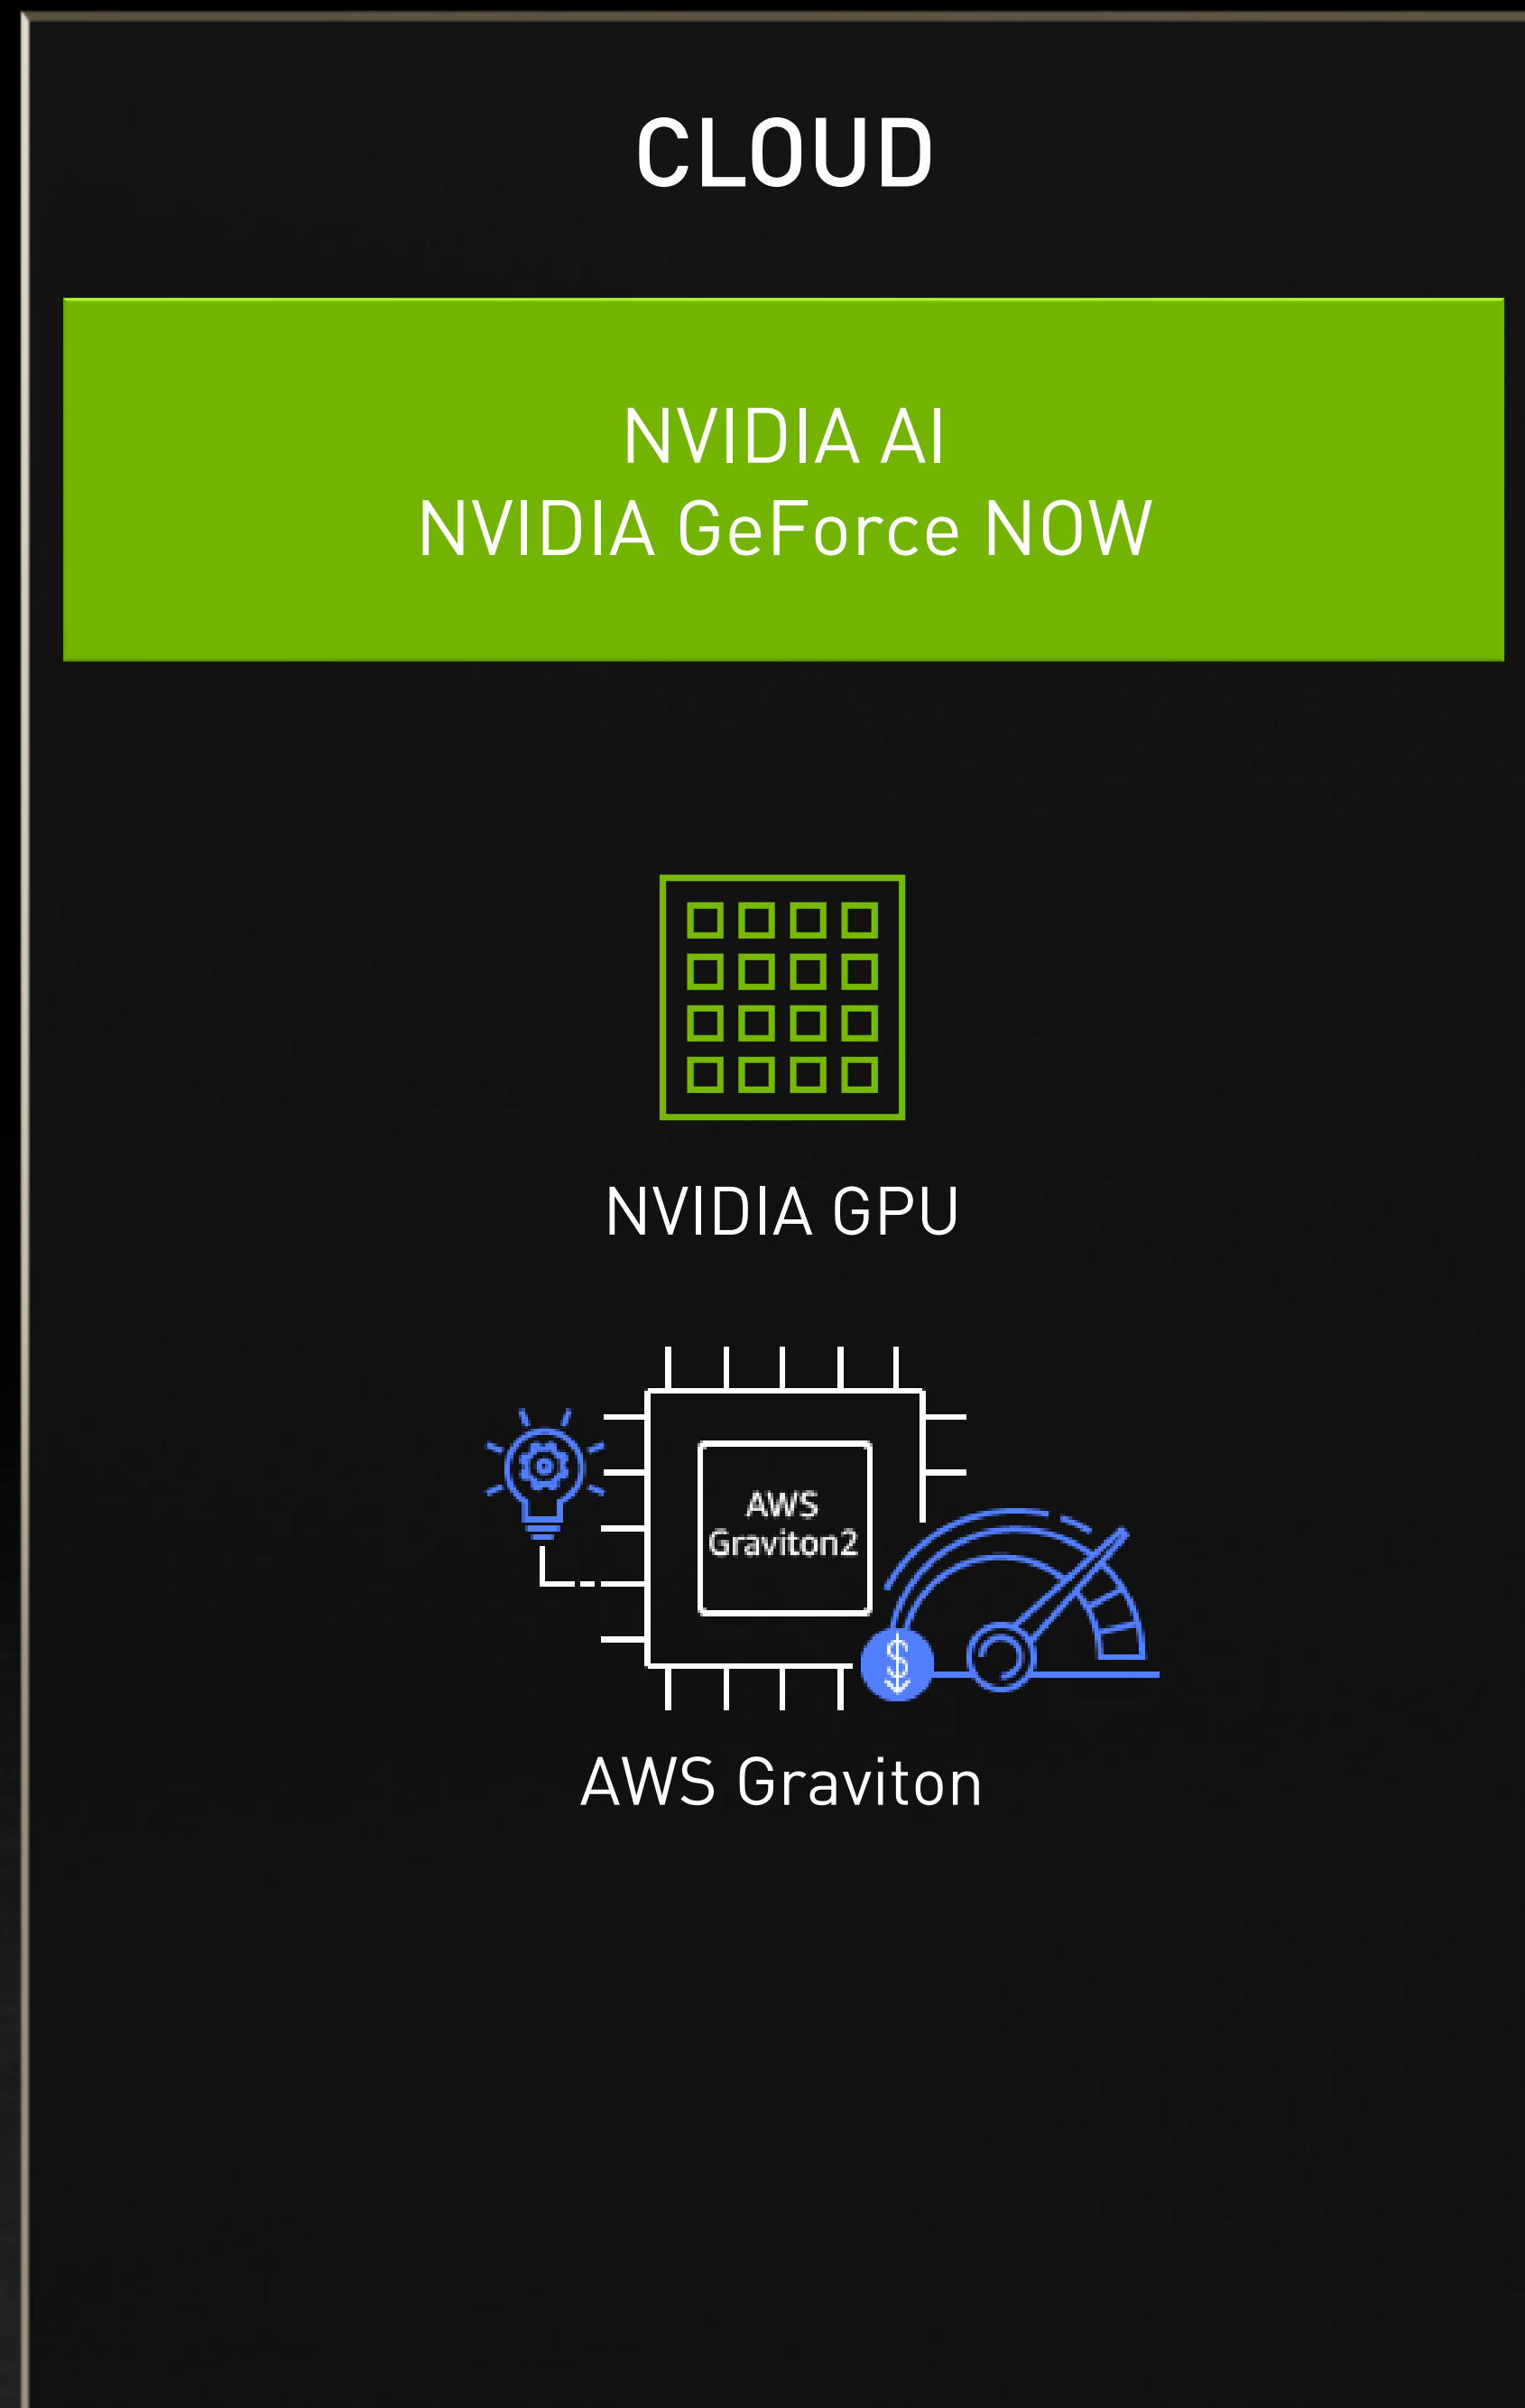 CLOUD
NVIDIA AI
NVIDIA GeForce NOW
NVIDIA GPU
AWS
Graviton2
$
AWS Graviton